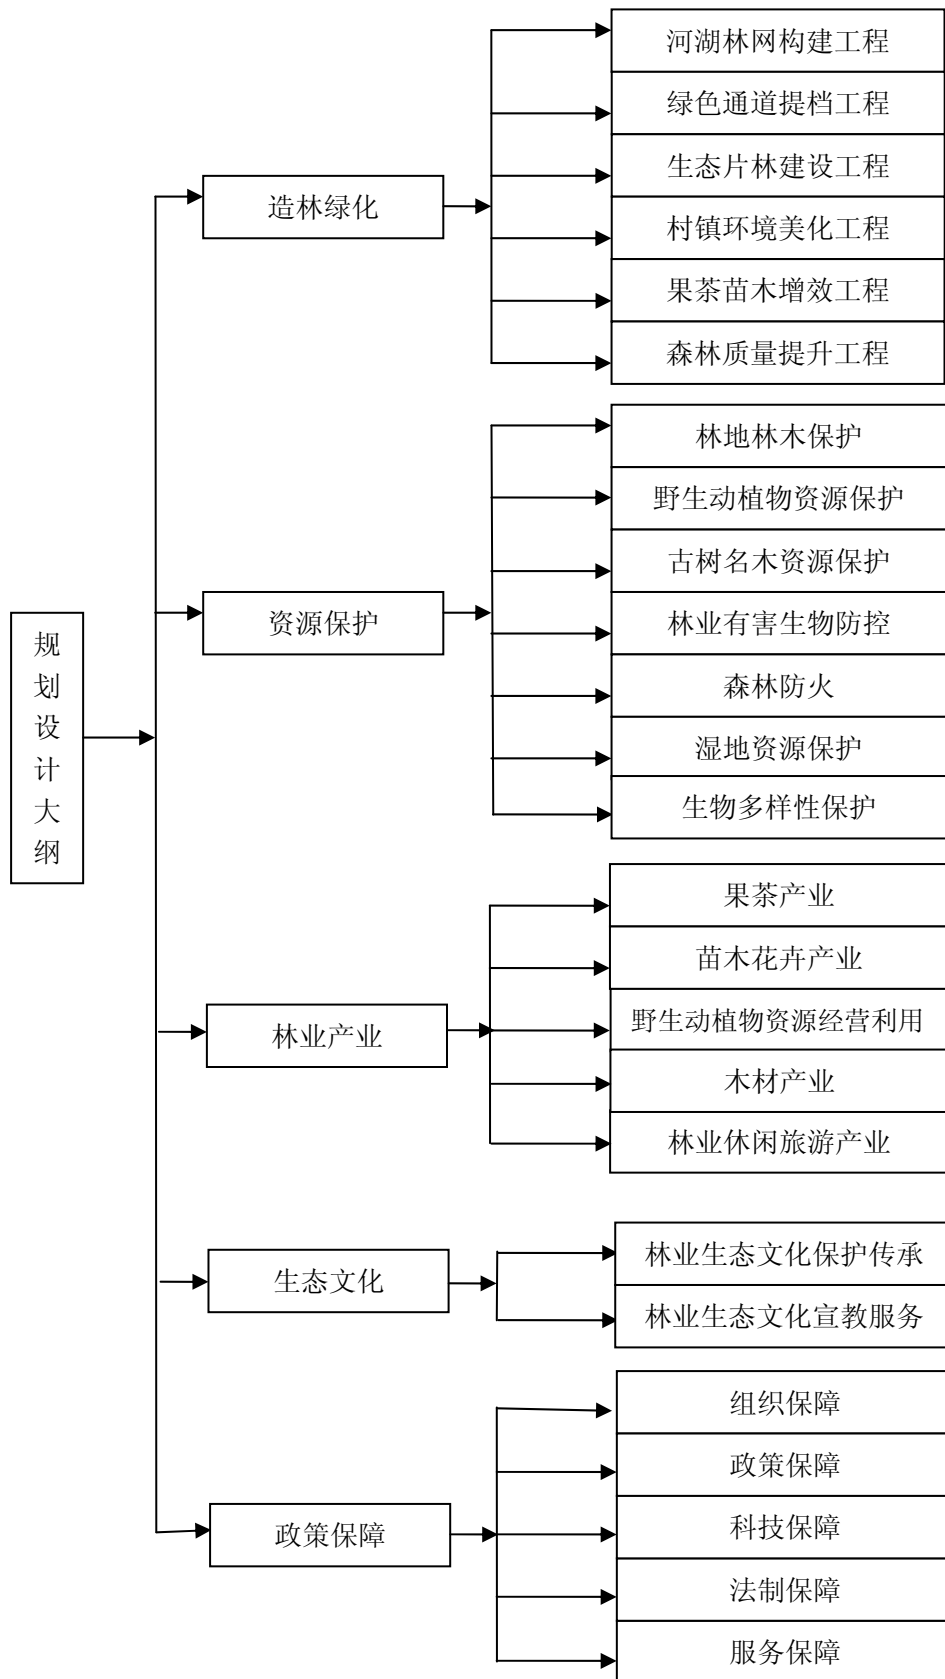 规划设计大纲
造林绿化
河湖林网构建工程
绿色通道提档工程
生态片林建设工程
村镇环境美化工程
果茶苗木增效工程
森林质量提升工程
资源保护
林地林木保护
野生动植物资源保护
古树名木资源保护
林业有害生物防控
森林防火
湿地资源保护
生物多样性保护
林业产业
果茶产业
苗木花卉产业
野生动植物资源经营利用
木材产业
林业休闲旅游产业
生态文化
林业生态文化保护传承
林业生态文化宣教服务
政策保障
组织保障
政策保障
科技保障
法制保障
服务保障